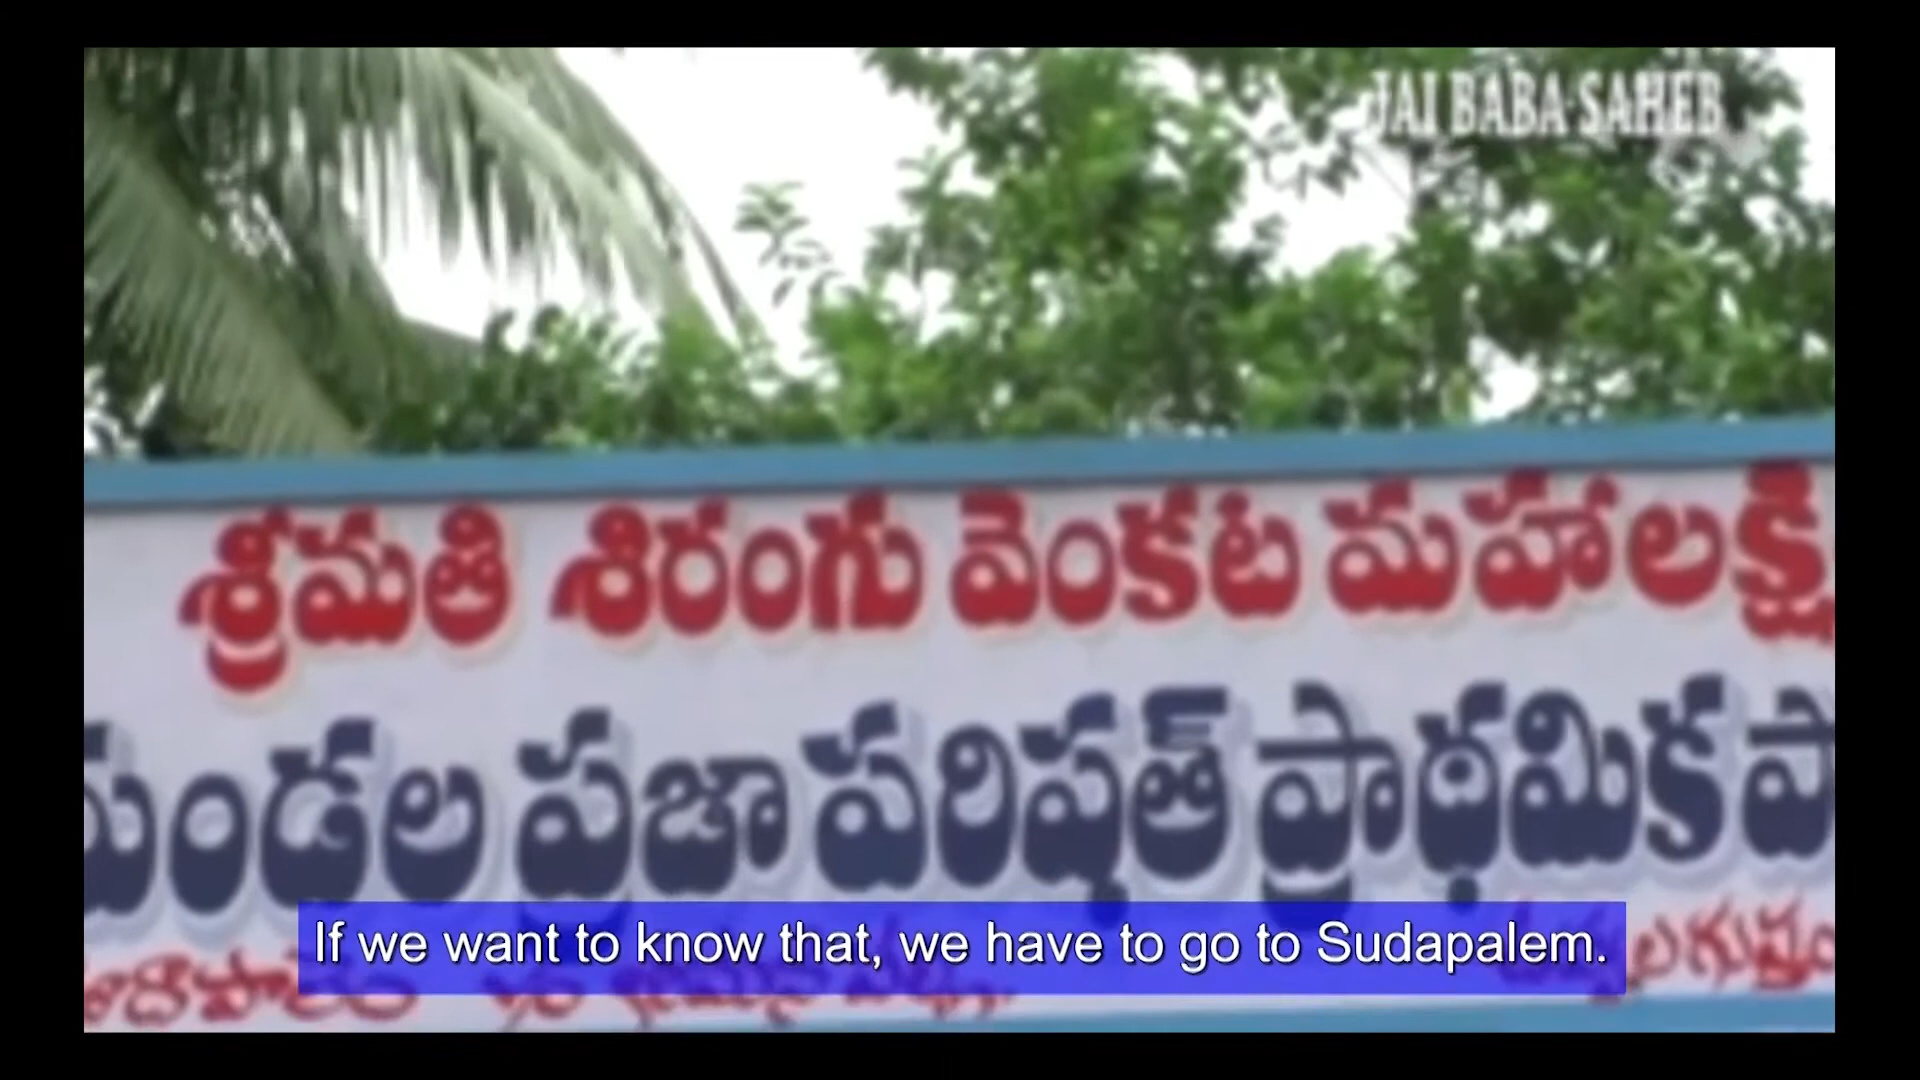 JAI BABA SAHEB
శ్రీమతి శిరంగు వెంకట మహాలక్ష్మి
మండల ప్రజా పరిషత్ ప్రాథమిక పా
If we want to know that, we have to go to Sudapalem.